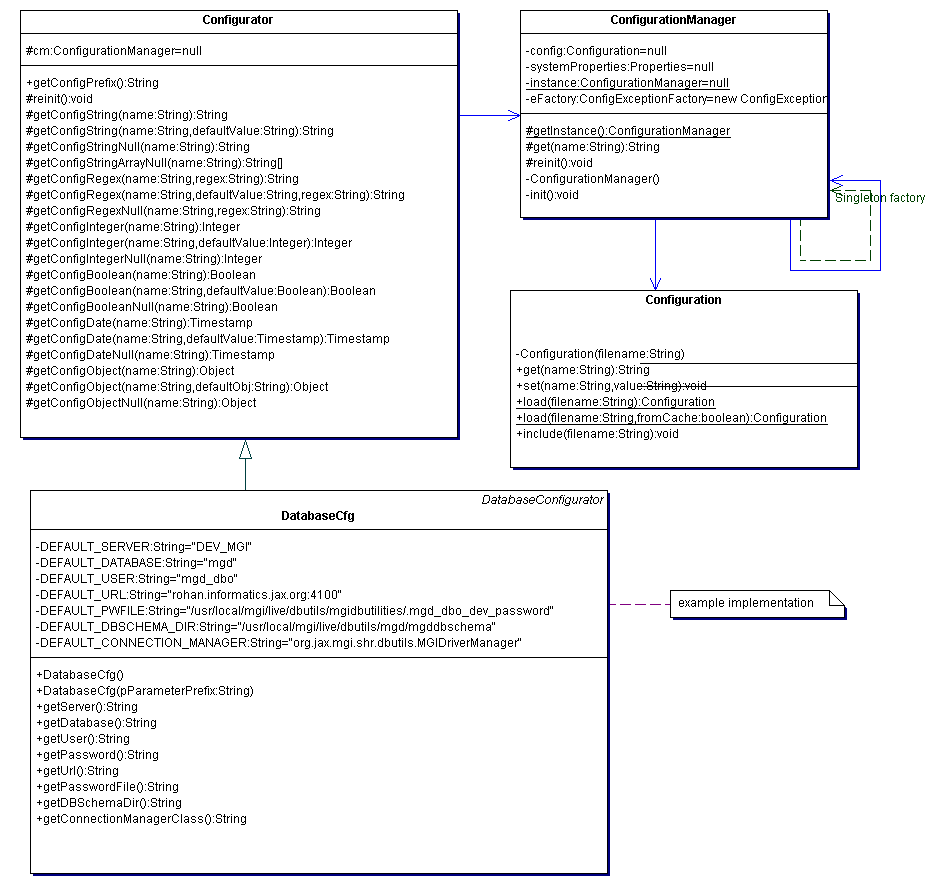 Configurator
#cm:ConfigurationManager=null
+getConfigPrefix():String
#reinit():void
#getConfigString(name:String):String
#getConfigString(name:String,defaultValue:String):String
#getConfigStringNull(name:String):String
#getConfigStringArrayNull(name:String):String[]
#getConfigRegex(name:String,regex:String):String
#getConfigRegex(name:String,defaultValue:String,regex:String):String
#getConfigRegexNull(name:String,regex:String):String
#getConfigInteger(name:String):Integer
#getConfigInteger(name:String,defaultValue:Integer):Integer
#getConfigIntegerNull(name:String):Integer
#getConfigBoolean(name:String):Boolean
#getConfigBoolean(name:String,defaultValue:Boolean):Boolean
#getConfigBooleanNull(name:String):Boolean
#getConfigDate(name:String):Timestamp
#getConfigDate(name:String,defaultValue:Timestamp):Timestamp
#getConfigDateNull(name:String):Timestamp
#getConfigObject(name:String):Object
#getConfigObject(name:String,defaultObj:String):Object
#getConfigObjectNull(name:String):Object
ConfigurationManager
-config:Configuration=null
-systemProperties:Properties=null
-instance:ConfigurationManager=null
-eFactory:ConfigExceptionFactory=new ConfigException
#getInstance():ConfigurationManager
#get(name:String):String
#reinit():void
-ConfigurationManager()
-init():void
Singleton factory
Configuration
-Configuration(filename:String)
+get(name:String):String
+set(name:String,value:String):void
+load(filename:String):Configuration
+load(filename:String,fromCache:boolean):Configuration
+include(filename:String):void
DatabaseConfigurator
DatabaseCfg
-DEFAULT_SERVER:String="DEV_MGI"
-DEFAULT_DATABASE:String="mgd"
-DEFAULT_USER:String="mgd_dbo"
-DEFAULT_URL:String="rohan.informatics.jax.org:4100"
-DEFAULT_PWFILE:String="/usr/local/mgi/live/dbutils/mgidbutilities/.mgd_dbo_dev_password"
-DEFAULT_DBSCHEMA_DIR:String="/usr/local/mgi/live/dbutils/mgd/mgddbschema"
-DEFAULT_CONNECTION_MANAGER:String="org.jax.mgi.shr.dbutils.MGIDriverManager"
+DatabaseCfg()
+DatabaseCfg(pParameterPrefix:String)
+getServer():String
+getDatabase():String
+getUser():String
+getPassword():String
+getUrl():String
+getPasswordFile():String
+getDBSchemaDir():String
+getConnectionManagerClass():String
example implementation